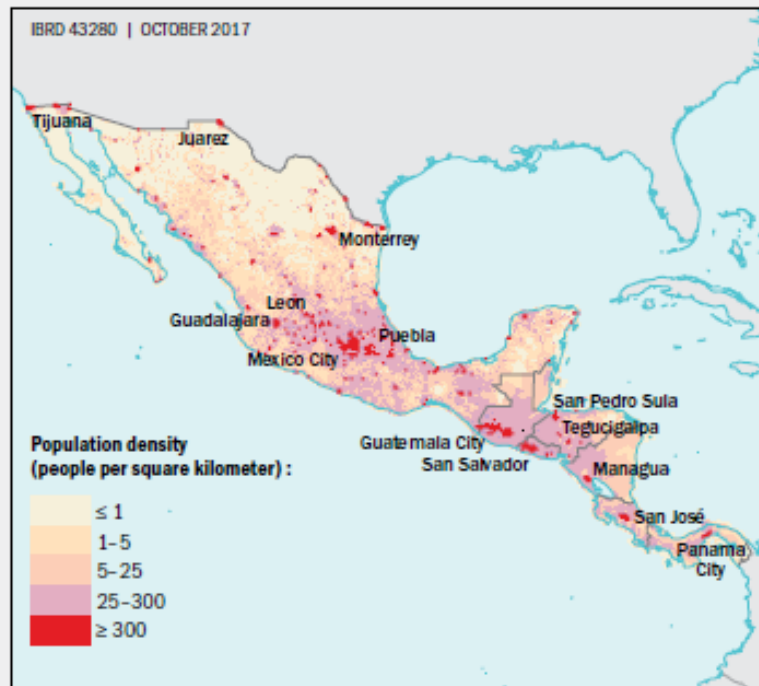 IBRD 43280 | OCTOBER 2017
Tijuana
Juarez
Monterrey
Leon
Guadalajara
Puebla
Mexico City
San Pedro Sula
Tegucigalpa
Guatemala City
San Salvador
Managua
San José
Panama
City
Population density
(people per square kilometer) :
≤ 1
1–5
5–25
25–300
≥ 300